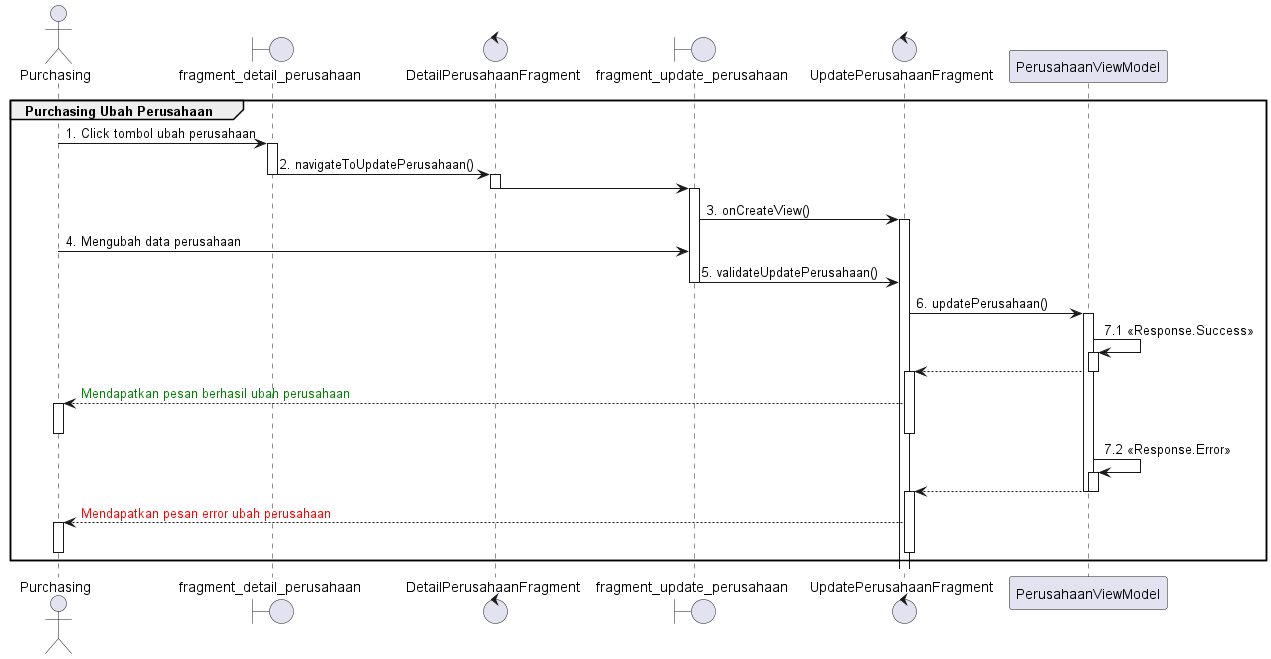 Purchasing
fragment_detail_perusahaan
DetailPerusahaanFragment
fragment_update_perusahaan
UpdatePerusahaanFragment
PerusahaanViewModel
Purchasing Ubah Perusahaan
1. Click tombol ubah perusahaan
2. navigateToUpdatePerusahaan()
3. onCreateView()
4. Mengubah data perusahaan
5. validateUpdatePerusahaan()
6. updatePerusahaan()
7.1 «Response.Success»
Mendapatkan pesan berhasil ubah perusahaan
7.2 «Response.Error»
Mendapatkan pesan error ubah perusahaan
Purchasing
fragment_detail_perusahaan
DetailPerusahaanFragment
fragment_update_perusahaan
UpdatePerusahaanFragment
PerusahaanViewModel